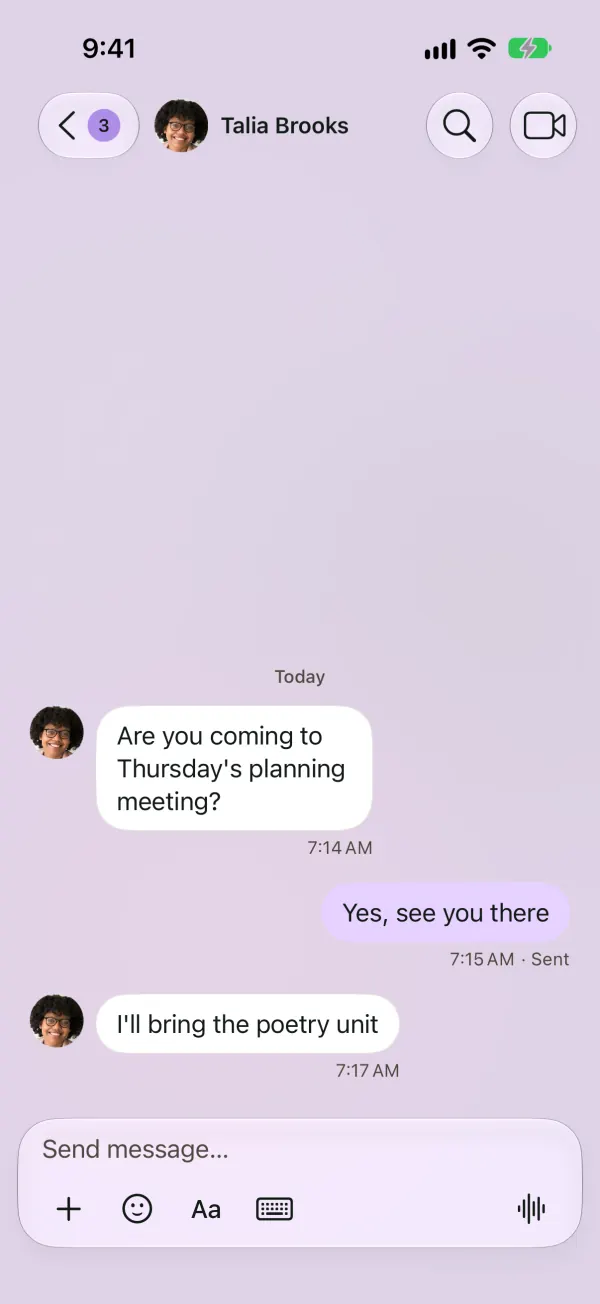 9:41
3
Talia Brooks
Today
Are you coming to
Thursday's planning
meeting?
7:14 AM
Yes, see you there
7:15 AM · Sent
I'll bring the poetry unit
7:17 AM
Send message...
Aa